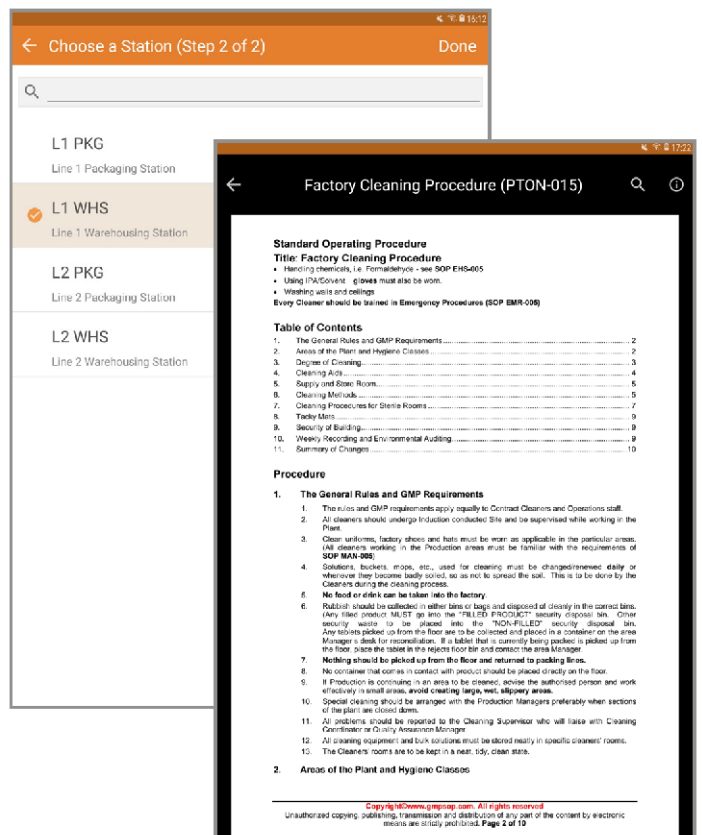 16:12
Choose a Station (Step 2 of 2)
Done
L1 PKG
Line 1 Packaging Station
L1 WHS
Line 1 Warehousing Station
L2 PKG
Line 2 Packaging Station
L2 WHS
Line 2 Warehousing Station
17:22
Factory Cleaning Procedure (PTON-015)
Standard Operating Procedure
Title: Factory Cleaning Procedure
• Handling chemicals, i.e. Formaldehyde - see SOP EHS-005
• Using IPA/Solvent gloves must also be worn.
• Washing walls and ceilings
Every Cleaner should be trained in Emergency Procedures (SOP EMR-005)
Table of Contents
1. The General Rules and GMP Requirements 2
2. Areas of the Plant and Hygiene Classes 2
3. Degree of Cleaning 3
4. Cleaning Aids 4
5. Supply and Store Room 5
6. Cleaning Methods 5
7. Cleaning Procedures for Sterile Rooms 7
8. Tacky Mats 9
9. Security of Building 9
10. Weekly Recording and Environmental Auditing 9
11. Summary of Changes 10
Procedure
1. The General Rules and GMP Requirements
1. The rules and GMP requirements apply equally to Contract Cleaners and Operations staff.
2. All cleaners should undergo Induction conducted Site and be supervised while working in the
Plant.
3. Clean uniforms, factory shoes and hats must be worn as applicable in the particular areas.
(All cleaners working in the Production areas must be familiar with the requirements of
SOP MAN-005)
4. Solutions, buckets, mops, etc., used for cleaning must be changed/renewed daily or
whenever they become badly soiled, so as not to spread the soil. This is to be done by the
Cleaners during the cleaning process.
5. No food or drink can be taken into the factory.
6. Rubbish should be collected in either bins or bags and disposed of cleanly in the correct bins.
(Any filled product MUST go into the "FILLED PRODUCT" security disposal bin. Other
security waste to be placed into the "NON-FILLED" security disposal bin.
Any tablets picked up from the floor are to be collected and placed in a container on the area
Manager's desk for reconciliation. If a tablet that is currently being packed is picked up from
the floor, place the tablet in the rejects floor bin and contact the area Manager.
7. Nothing should be picked up from the floor and returned to packing lines.
8. No container that comes in contact with product should be placed directly on the floor.
9. If Production is continuing in an area to be cleaned, advise the authorised person and work
effectively in small areas, avoid creating large, wet, slippery areas.
10. Special cleaning should be arranged with the Production Managers preferably when sections
of the plant are closed down.
11. All problems should be reported to the Cleaning Supervisor who will liaise with Cleaning
Coordinator or Quality Assurance Manager
12. All cleaning equipment and bulk solutions must be stored neatly in specific cleaners' rooms.
13. The Cleaners' rooms are to be kept in a neat, tidy, clean state.
2. Areas of the Plant and Hygiene Classes
Copyright©www.gmpsop.com. All rights reserved
Unauthorized copying, publishing, transmission and distribution of any part of the content by electronic
means are strictly prohibited. Page 2 of 10